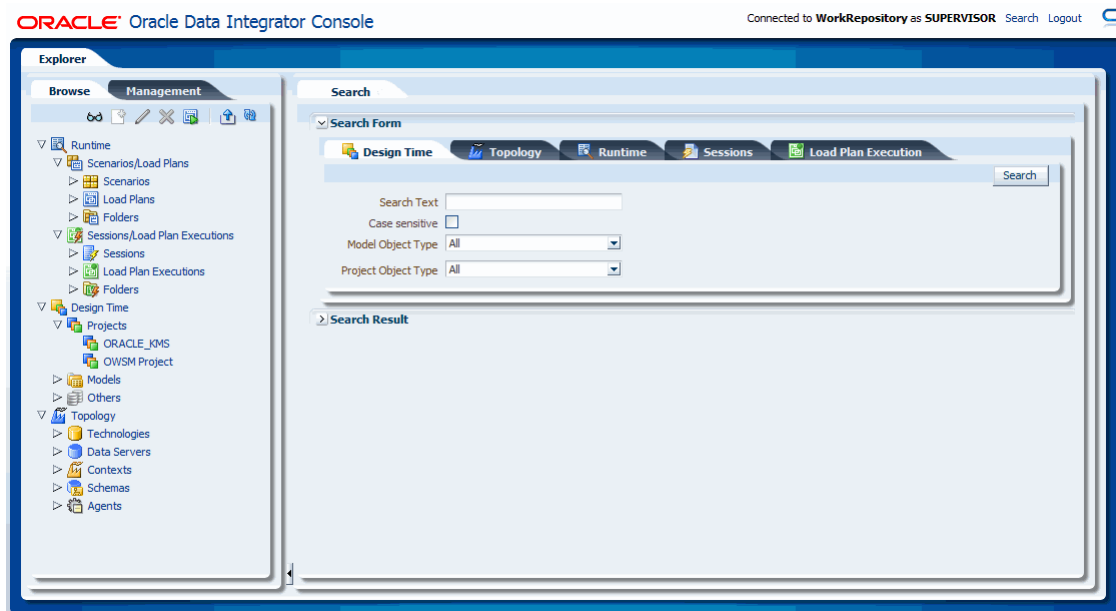 ORACLE Oracle Data Integrator Console
Connected to WorkRepository as SUPERVISOR Search Logout
Explorer
Browse Management
Runtime
Scenarios/Load Plans
Scenarios
Load Plans
Folders
Sessions/Load Plan Executions
Sessions
Load Plan Executions
Folders
Design Time
Projects
ORACLE_KMS
OWSM Project
Models
Others
Topology
Technologies
Data Servers
Contexts
Schemas
Agents
Search
Search Form
Design Time Topology Runtime Sessions Load Plan Execution
Search
Search Text
Case sensitive
Model Object Type All
Project Object Type All
Search Result